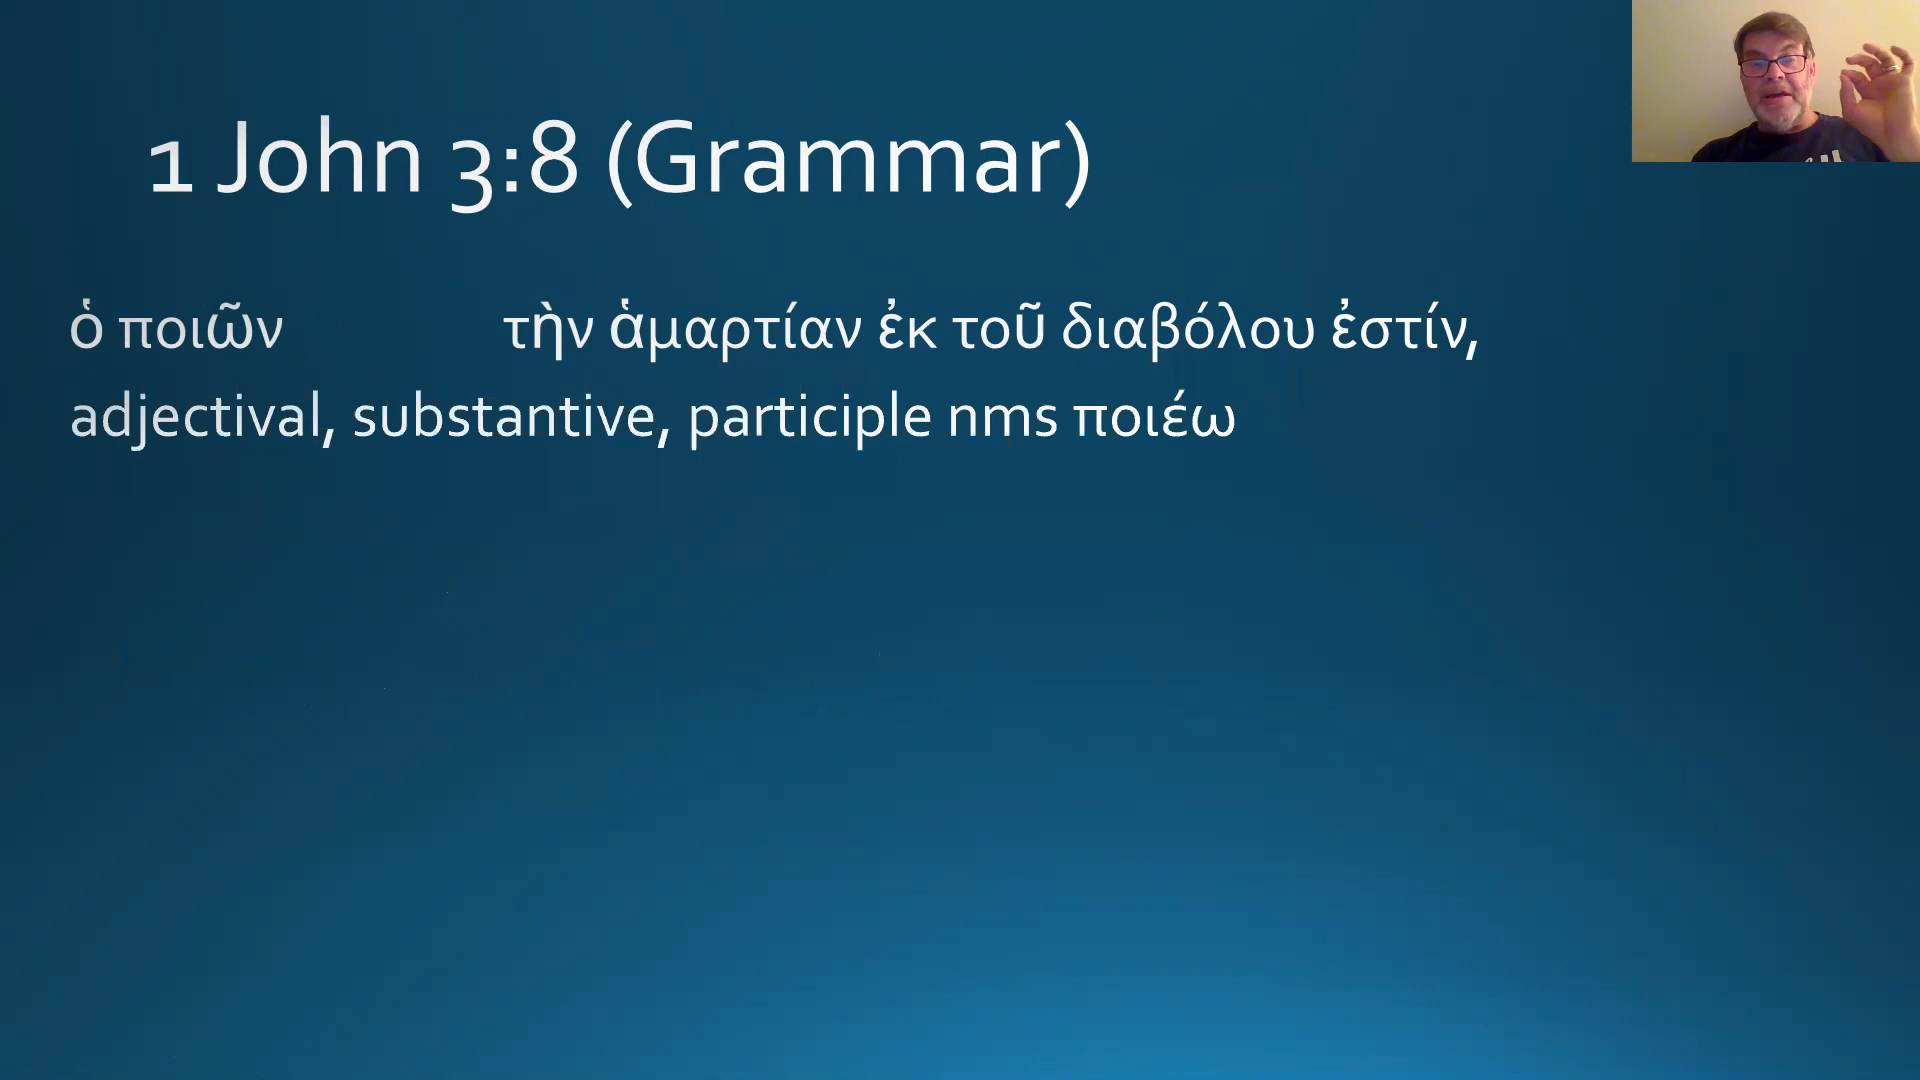 1 John 3:8 (Grammar)
ὁ ποιῶν τὴν ἁμαρτίαν ἐκ τοῦ διαβόλου ἐστίν,
adjectival, substantive, participle nms ποιέω